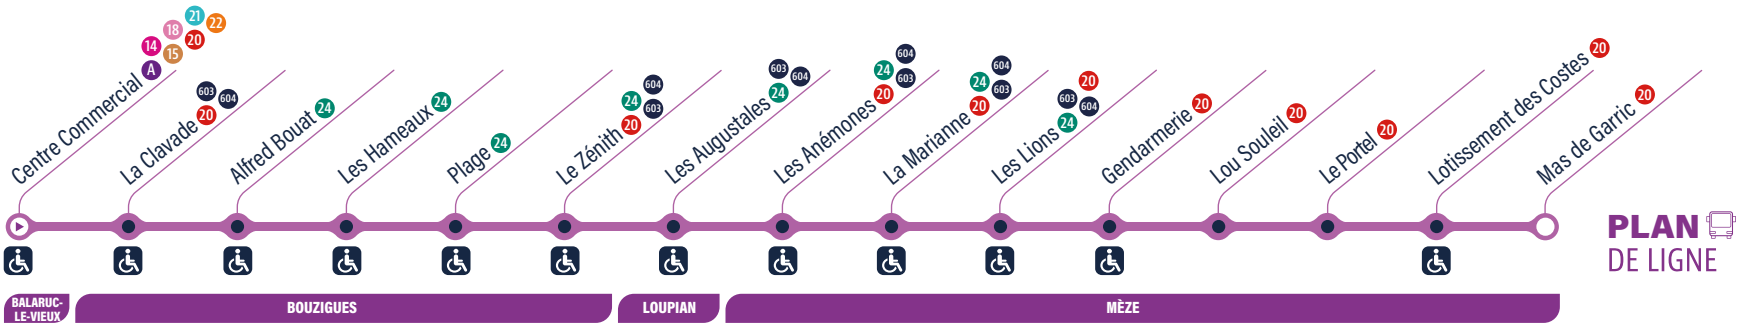 21
18 22
14 20
15
A
Centre Commercial
603 604
20
La Clavade
24
Alfred Bouat
24
Les Hameaux
24
Plage
604
24 603
20
Le Zénith
603 604
24
Les Augustales
604
24 603
20
Les Anémones
604
24 603
20
La Marianne
20
603 604
24
Les Lions
20
Gendarmerie
20
Lou Souleil
20
Le Portel
20
Lotissement des Costes
20
Mas de Garric
PLAN
DE LIGNE
BALARUC-
LE-VIEUX
BOUZIGUES
LOUPIAN
MÈZE